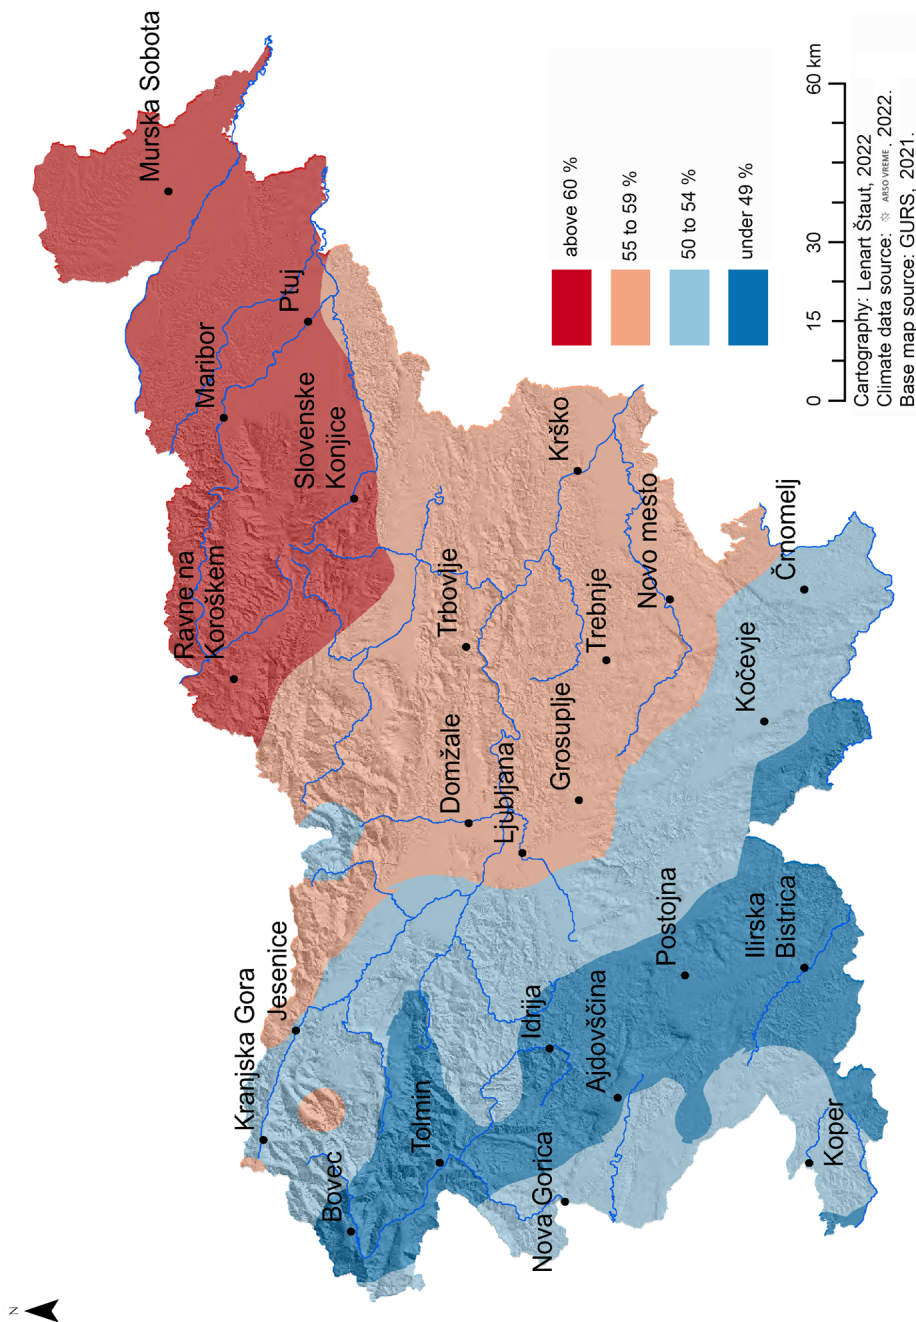 N
Murska Sobota
Maribor
Ptuj
Ravne na
Koroškem
Slovenske
Konjice
Kranjska Gora
Jesenice
Bovec
Tolmin
Domžale
Trbovlje
Ljubljana
Krško
Idrija
Grosuplje
Trebnje
Nova Gorica
Ajdovščina
Novo mesto
Postojna
Kočevje
Črnomelj
Ilirska
Bistrica
Koper
above 60 %
55 to 59 %
50 to 54 %
under 49 %
0 15 30 60 km
Cartography: Lenart Štaut, 2022
Climate data source: ARSO VREME, 2022.
Base map source: GURS, 2021.